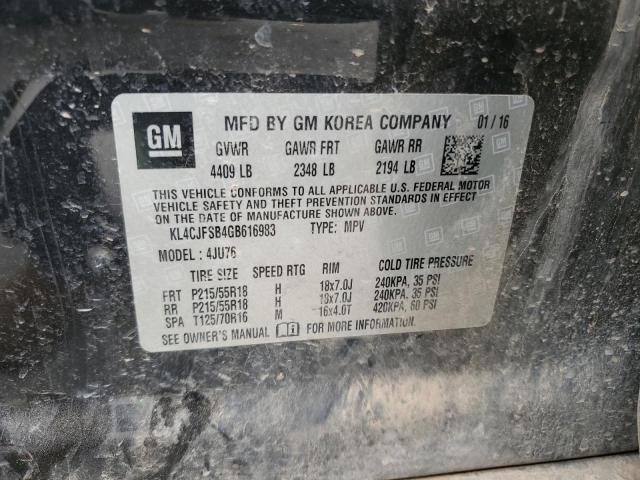 GM
MFD BY GM KOREA COMPANY 01/16
GVWR GAWR FRT GAWR RR
4409 LB 2348 LB 2194 LB
THIS VEHICLE CONFORMS TO ALL APPLICABLE U.S. FEDERAL MOTOR
VEHICLE SAFETY AND THEFT PREVENTION STANDARDS IN
EFFECT ON THE DATE OF MANUFACTURE SHOWN ABOVE.
KL4CJFSB4GB616983 TYPE: MPV
MODEL: 4JU76
TIRE SIZE SPEED RTG RIM COLD TIRE PRESSURE
FRT P215/55R18 H 18x7.0J 240KPA, 35 PSI
RR P215/55R18 H 18x7.0J 240KPA, 35 PSI
SPA T125/70R16 M 16x4.0T 420KPA, 60 PSI
SEE OWNER'S MANUAL FOR MORE INFORMATION.